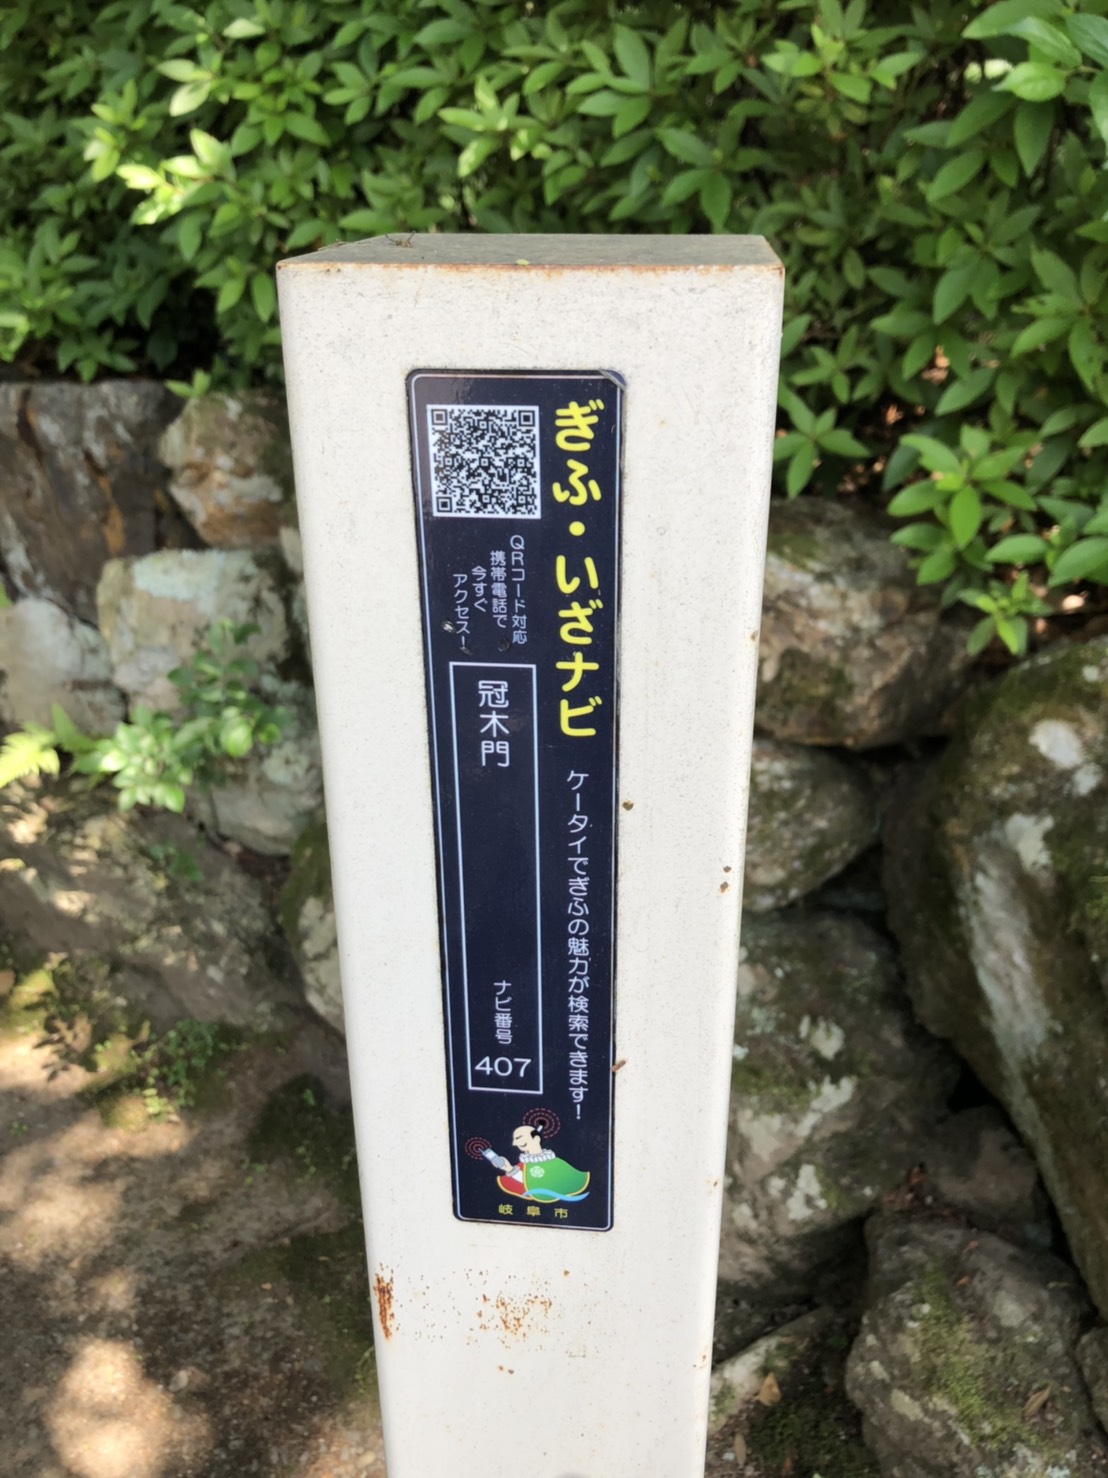 ぎふ・いざナビ
ケータイでぎふの魅力が検索できます!
QRコード対応
携帯電話で
今すぐ
アクセス!
冠木門
ナビ番号
407
岐阜市